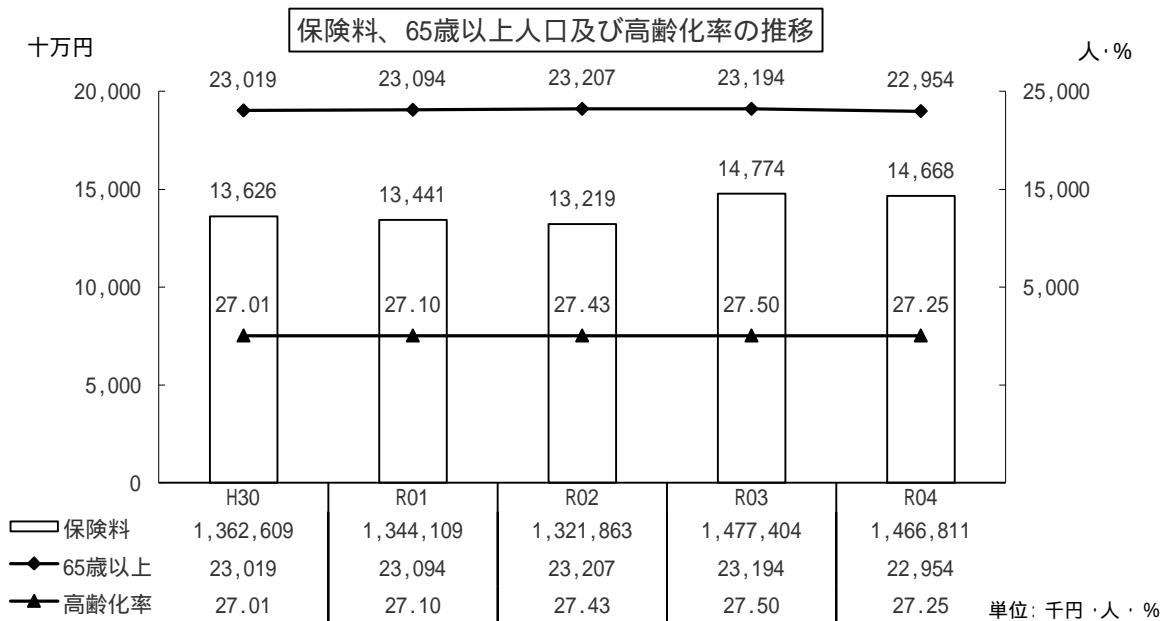 保険料、65歳以上人口及び高齢化率の推移
十万円
人・%
23,019 23,094 23,207 23,194 22,954
20,000 25,000
14,774 14,668
15,000 13,626 13,441 13,219 15,000
10,000 27.01 27.10 27.43 27.50 27.25 5,000
5,000
0
H30 R01 R02 R03 R04
保険料 1,362,609 1,344,109 1,321,863 1,477,404 1,466,811
65歳以上 23,019 23,094 23,207 23,194 22,954
高齢化率 27.01 27.10 27.43 27.50 27.25
単位: 千円・人・%